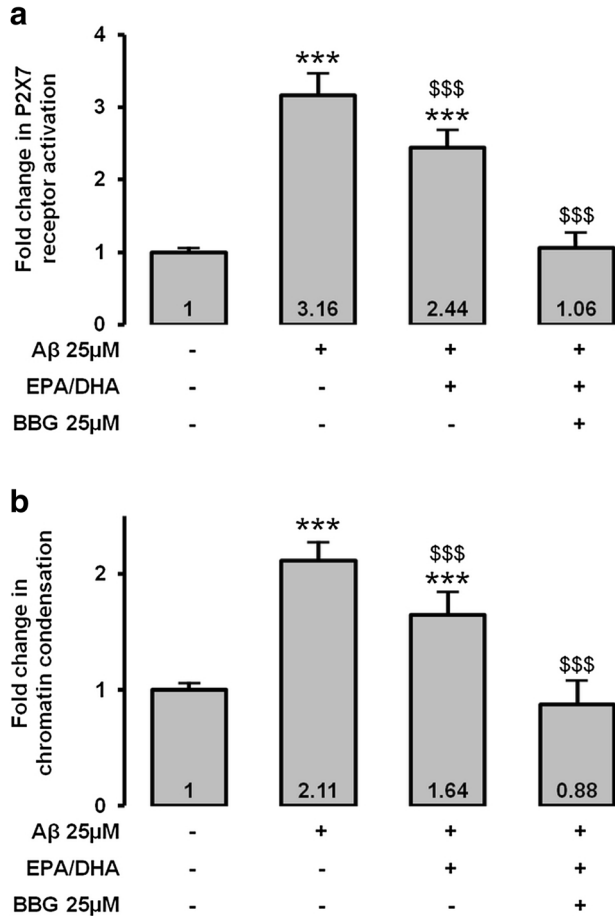 a
Fold change in P2X7
receptor activation
4
3
2
1
0
***
$$$
***
$$$
1 3.16 2.44 1.06
Aβ 25µM - + + +
EPA/DHA - - + +
BBG 25µM - - - +
b
Fold change in
chromatin condensation
2
1
0
***
$$$
***
$$$
1 2.11 1.64 0.88
Aβ 25µM - + + +
EPA/DHA - - + +
BBG 25µM - - - +